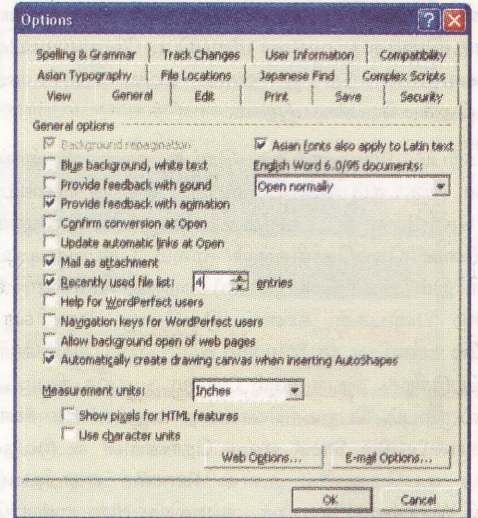 Options
Spelling & Grammar Track Changes User Information Compatibility
Asian Typography File Locations Japanese Find Complex Scripts
View General Edit Print Save Security
General options
Background repagination
Blue background, white text
Provide feedback with sound
Provide feedback with animation
Confirm conversion at Open
Update automatic links at Open
Mail as attachment
Recently used file list: 4 entries
Help for WordPerfect users
Navigation keys for WordPerfect users
Allow background open of web pages
Automatically create drawing canvas when inserting AutoShapes
Asian fonts also apply to Latin text
English Word 6.0/95 documents:
Open normally
Measurement units: Inches
Show pixels for HTML features
Use character units
Web Options... E-mail Options...
OK Cancel